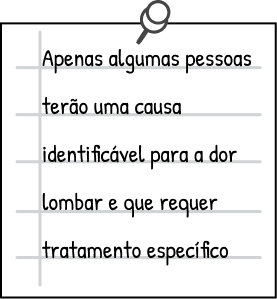 Apenas algumas pessoas
terão uma causa
identificável para a dor
lombar e que requer
tratamento específico